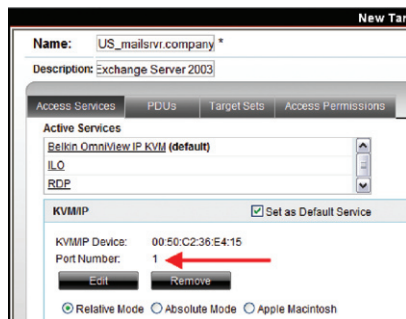 New Tar
Name: US_mailsrvr.company *
Description: Exchange Server 2003
Access Services PDUs Target Sets Access Permissions
Active Services
Belkin OmniView IP KVM (default)
ILO
RDP
KVM/IP Set as Default Service
KVM/IP Device: 00:50:C2:36:E4:15
Port Number: 1
Edit Remove
Relative Mode Absolute Mode Apple Macintosh